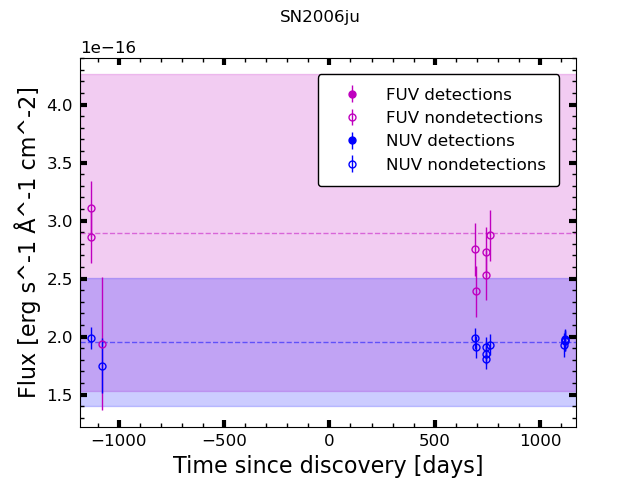 SN2006ju
1e−16
Flux [erg s^-1 Å^-1 cm^-2]
4.0
3.5
3.0
2.5
2.0
1.5
FUV detections
FUV nondetections
NUV detections
NUV nondetections
−1000 −500 0 500 1000
Time since discovery [days]